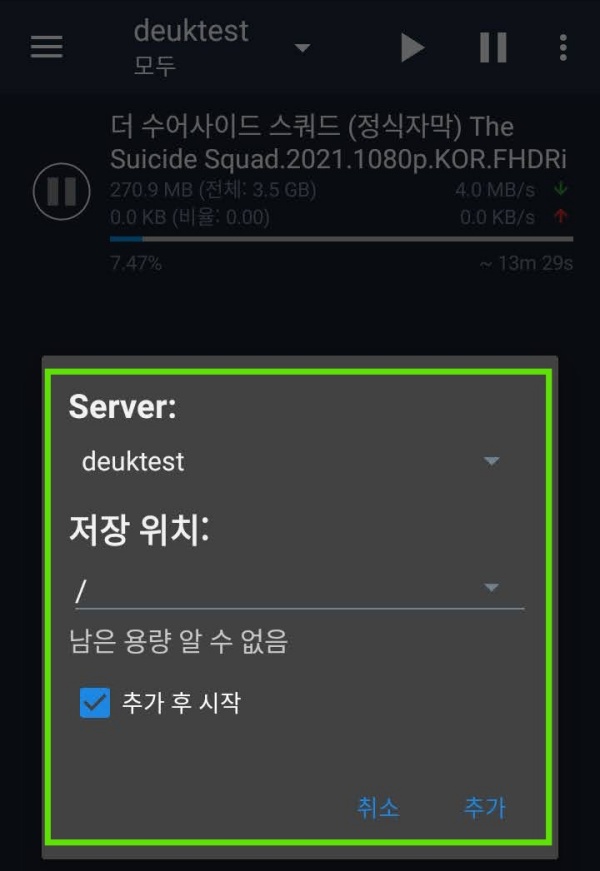 deuktest
모두
더 수어사이드 스쿼드 (정식자막) The
Suicide Squad.2021.1080p.KOR.FHDRi
270.9 MB (전체: 3.5 GB) 4.0 MB/s
0.0 KB (비율: 0.00) 0.0 KB/s
7.47% ~ 13m 29s
Server:
deuktest
저장 위치:
/
남은 용량 알 수 없음
추가 후 시작
취소 추가